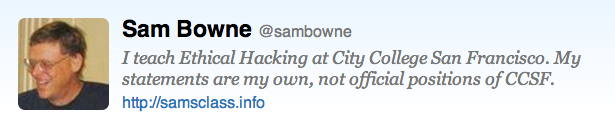 Sam Bowne @sambowne
I teach Ethical Hacking at City College San Francisco. My
statements are my own, not official positions of CCSF.
http://samsclass.info